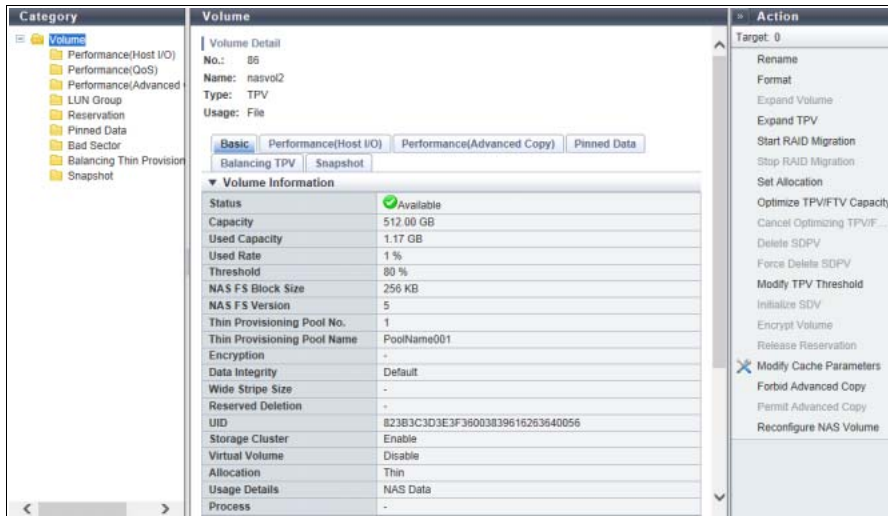 Category
Volume
Performance(Host I/O)
Performance(QoS)
Performance(Advanced
LUN Group
Reservation
Pinned Data
Bad Sector
Balancing Thin Provision
Snapshot
Volume
Volume Detail
No.: 86
Name: nasvol2
Type: TPV
Usage: File
Basic Performance(Host I/O) Performance(Advanced Copy) Pinned Data
Balancing TPV Snapshot
▼ Volume Information
Status Available
Capacity 512.00 GB
Used Capacity 1.17 GB
Used Rate 1 %
Threshold 80 %
NAS FS Block Size 256 KB
NAS FS Version 5
Thin Provisioning Pool No. 1
Thin Provisioning Pool Name PoolName001
Encryption -
Data Integrity Default
Wide Stripe Size -
Reserved Deletion -
UID 823B3C3D3E3F36003839616263640056
Storage Cluster Enable
Virtual Volume Disable
Allocation Thin
Usage Details NAS Data
Process -
» Action
Target: 0
Rename
Format
Expand Volume
Expand TPV
Start RAID Migration
Stop RAID Migration
Set Allocation
Optimize TPV/FTV Capacity
Cancel Optimizing TPV/F...
Delete SDPV
Force Delete SDPV
Modify TPV Threshold
Initialize SDV
Encrypt Volume
Release Reservation
Modify Cache Parameters
Forbid Advanced Copy
Permit Advanced Copy
Reconfigure NAS Volume